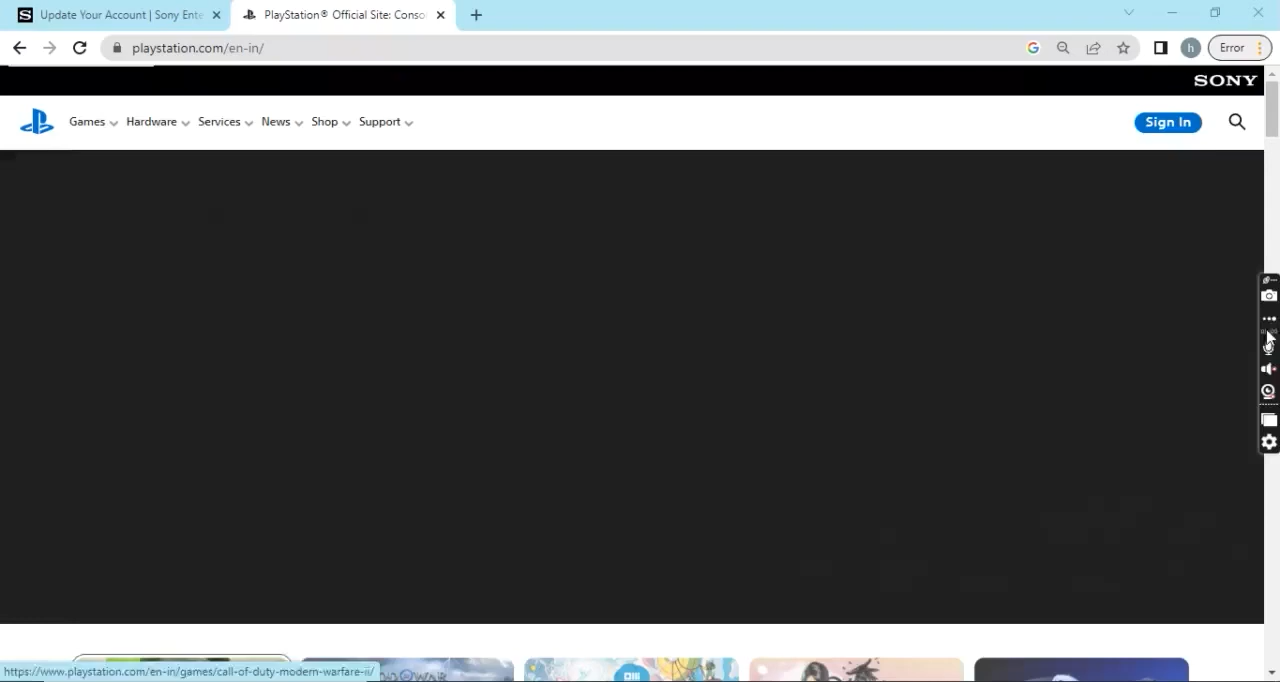 Update Your Account | Sony Ente
PlayStation® Official Site: Conso
playstation.com/en-in/
h
Error
SONY
Games
Hardware
Services
News
Shop
Support
Sign In
https://www.playstation.com/en-in/games/call-of-duty-modern-warfare-ii/